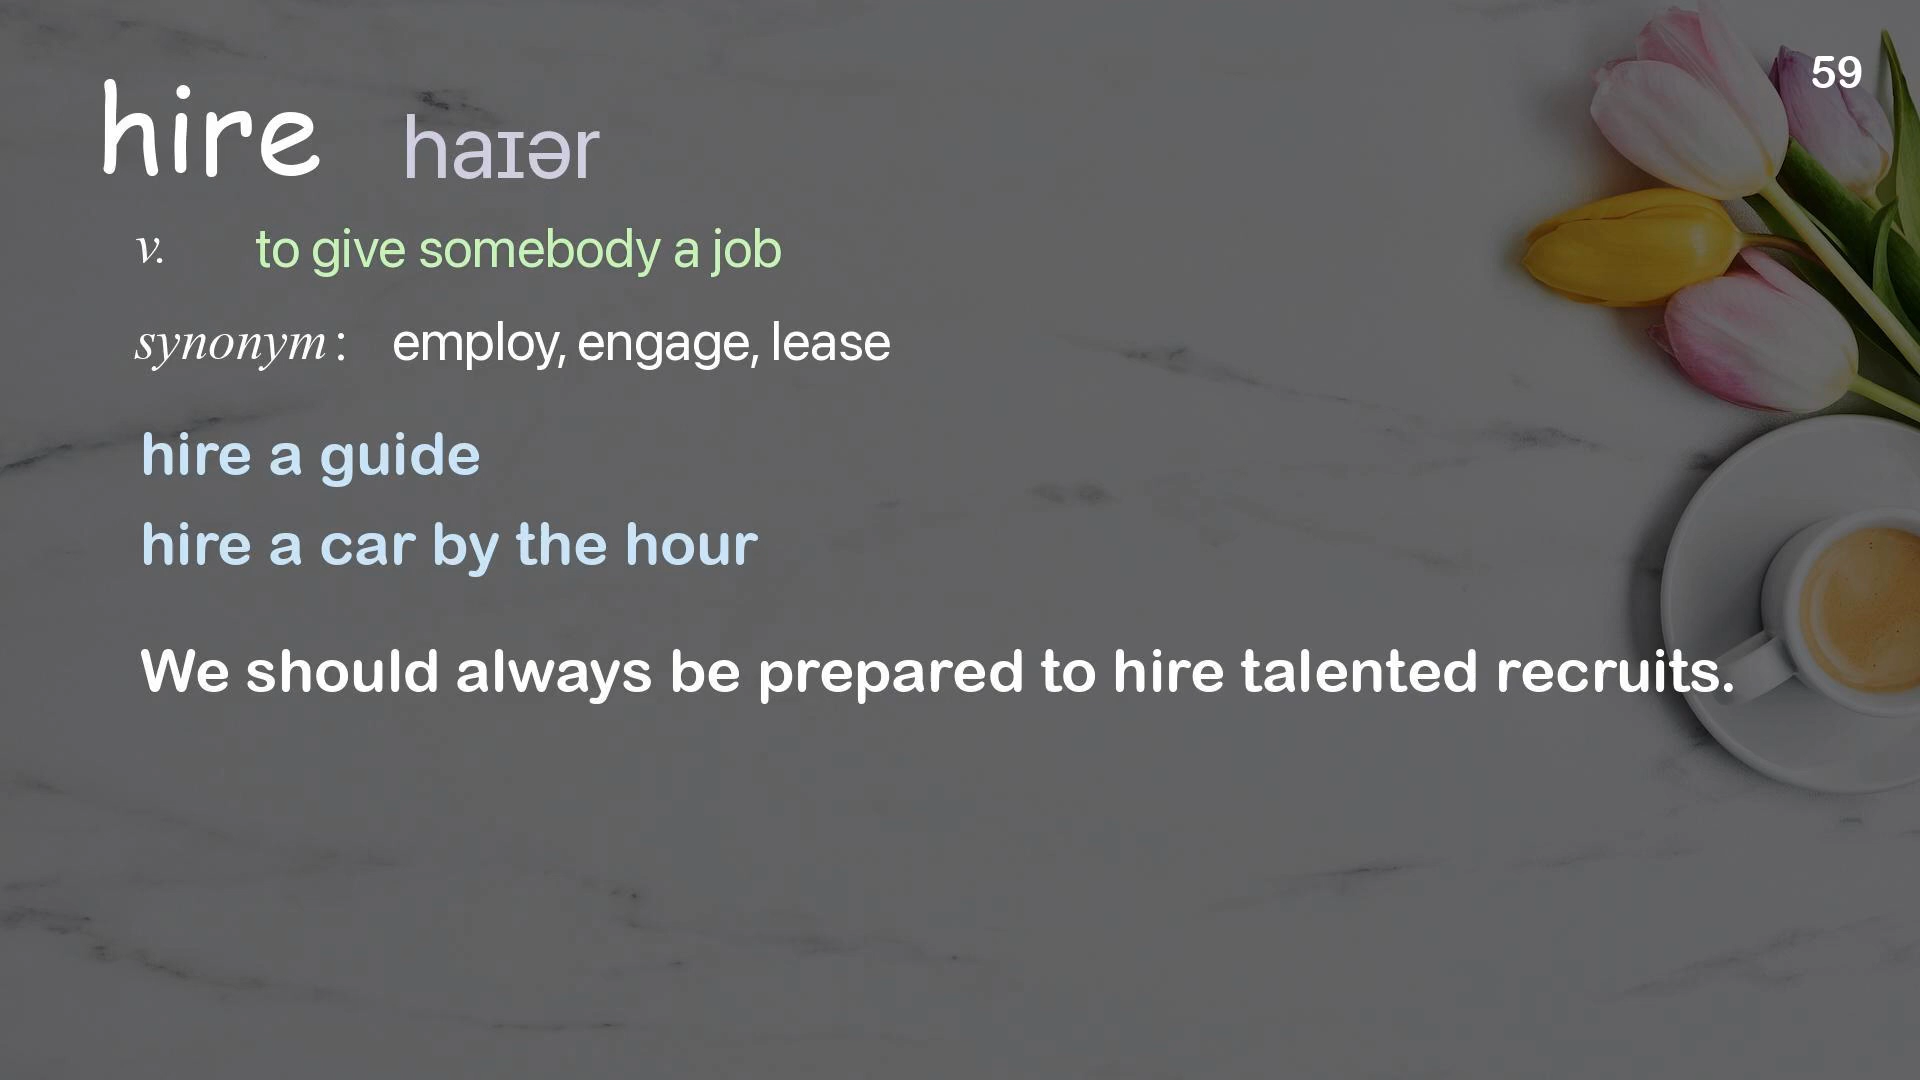 59
hire haɪər
v. to give somebody a job
synonym: employ, engage, lease
hire a guide
hire a car by the hour
We should always be prepared to hire talented recruits.